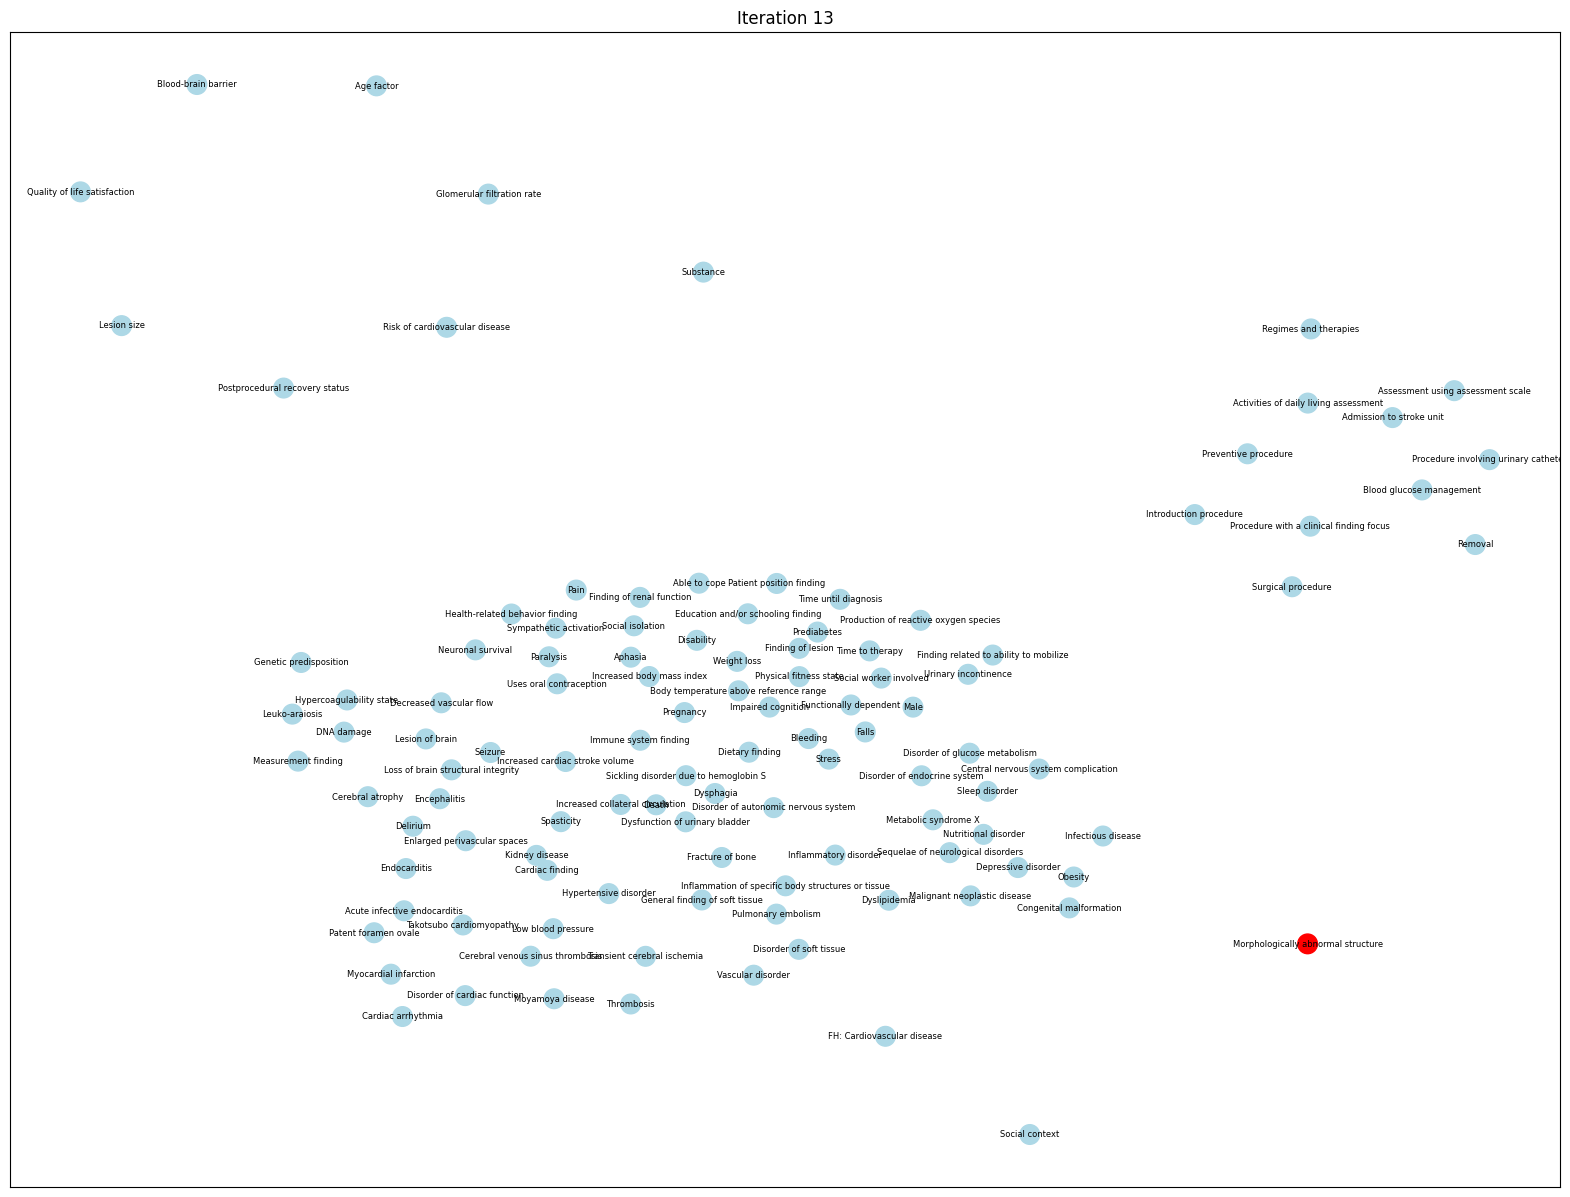 Iteration 13
Blood-brain barrier
Age factor
Quality of life satisfaction
Glomerular filtration rate
Substance
Lesion size
Risk of cardiovascular disease
Regimes and therapies
Postprocedural recovery status
Assessment using assessment scale
Activities of daily living assessment
Admission to stroke unit
Preventive procedure
Procedure involving urinary cathete
Blood glucose management
Introduction procedure
Procedure with a clinical finding focus
Removal
Surgical procedure
Able to cope
Patient position finding
Pain
Finding of renal function
Time until diagnosis
Health-related behavior finding
Education and/or schooling finding
Production of reactive oxygen species
Sympathetic activation
Social isolation
Prediabetes
Disability
Neuronal survival
Finding of lesion
Time to therapy
Finding related to ability to mobilize
Paralysis
Aphasia
Genetic predisposition
Weight loss
Urinary incontinence
Increased body mass index
Physical fitness state
Social worker involved
Uses oral contraception
Body temperature above reference range
Hypercoagulability state
Decreased vascular flow
Impaired cognition
Functionally dependent
Male
Leuko-araiosis
Pregnancy
DNA damage
Lesion of brain
Immune system finding
Bleeding
Falls
Seizure
Dietary finding
Disorder of glucose metabolism
Measurement finding
Increased cardiac stroke volume
Stress
Loss of brain structural integrity
Central nervous system complication
Sickling disorder due to hemoglobin S
Disorder of endocrine system
Sleep disorder
Dysphagia
Cerebral atrophy
Encephalitis
Increased collateral circulation
Death
Disorder of autonomic nervous system
Spasticity
Dysfunction of urinary bladder
Metabolic syndrome X
Delirium
Nutritional disorder
Infectious disease
Enlarged perivascular spaces
Sequelae of neurological disorders
Kidney disease
Fracture of bone
Inflammatory disorder
Endocarditis
Cardiac finding
Depressive disorder
Obesity
Inflammation of specific body structures or tissue
Hypertensive disorder
Malignant neoplastic disease
General finding of soft tissue
Dyslipidemia
Congenital malformation
Acute infective endocarditis
Pulmonary embolism
Takotsubo cardiomyopathy
Low blood pressure
Patent foramen ovale
Morphologically abnormal structure
Disorder of soft tissue
Cerebral venous sinus thrombosis
Transient cerebral ischemia
Myocardial infarction
Vascular disorder
Disorder of cardiac function
Moyamoya disease
Thrombosis
Cardiac arrhythmia
FH: Cardiovascular disease
Social context